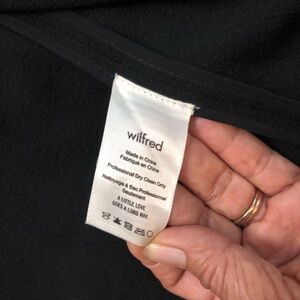 wilfred
Made in China
Fabriqué en Chine
Professional Dry Clean Only
Nettoyage à Sec Professionnel
Seulement
A LITTLE LOVE
GOES A LONG WAY.